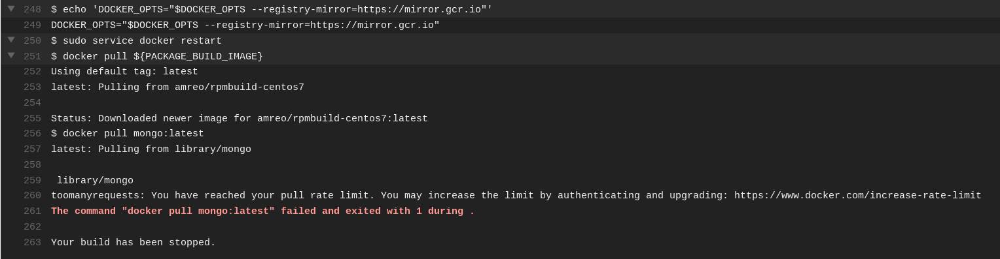 248 $ echo 'DOCKER_OPTS="$DOCKER_OPTS --registry-mirror=https://mirror.gcr.io"'
249 DOCKER_OPTS="$DOCKER_OPTS --registry-mirror=https://mirror.gcr.io"
250 $ sudo service docker restart
251 $ docker pull ${PACKAGE_BUILD_IMAGE}
252 Using default tag: latest
253 latest: Pulling from amreo/rpmbuild-centos7
254
255 Status: Downloaded newer image for amreo/rpmbuild-centos7:latest
256 $ docker pull mongo:latest
257 latest: Pulling from library/mongo
258
259  library/mongo
260 toomanyrequests: You have reached your pull rate limit. You may increase the limit by authenticating and upgrading: https://www.docker.com/increase-rate-limit
261 The command "docker pull mongo:latest" failed and exited with 1 during .
262
263 Your build has been stopped.